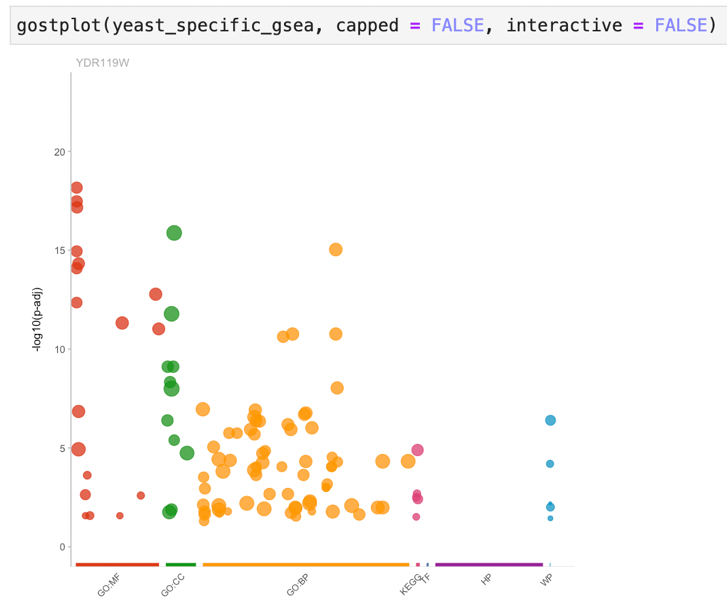 gostplot(yeast_specific_gsea, capped = FALSE, interactive = FALSE)
YDR119W
20
15
10
5
0
-log10(p-adj)
GO:MF
GO:CC
GO:BP
KEGG
TF
HP
WP